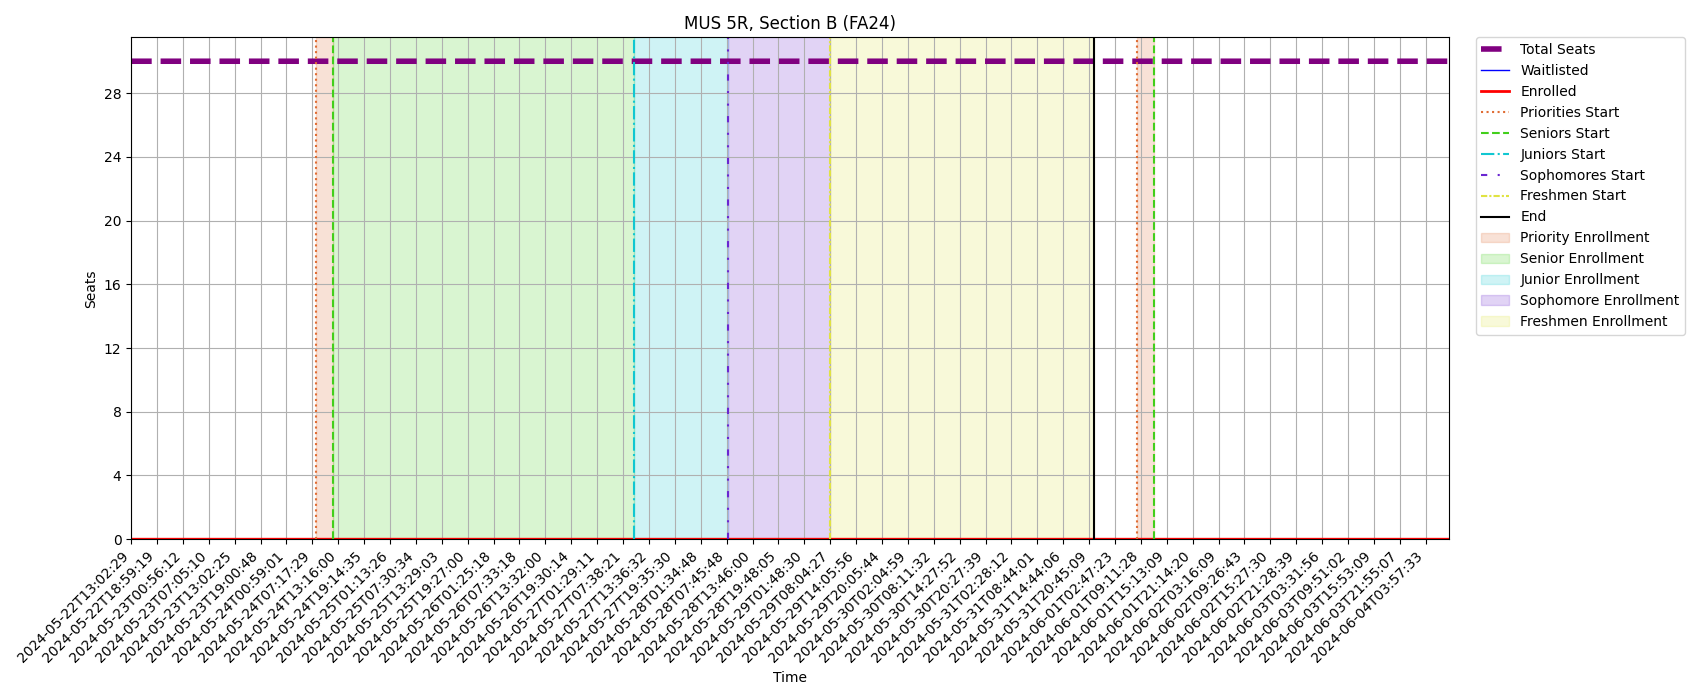 MUS 5R, Section B (FA24)
Seats
28
24
20
16
12
8
4
0
2024-05-22T13:02:29
2024-05-22T18:59:19
2024-05-23T00:56:12
2024-05-23T07:05:10
2024-05-23T13:02:25
2024-05-23T19:00:48
2024-05-24T00:59:01
2024-05-24T07:17:29
2024-05-24T13:16:00
2024-05-24T19:14:35
2024-05-25T01:13:26
2024-05-25T07:30:34
2024-05-25T13:29:03
2024-05-25T19:27:00
2024-05-26T01:25:18
2024-05-26T07:33:18
2024-05-26T13:32:00
2024-05-26T19:30:14
2024-05-27T01:29:11
2024-05-27T07:38:21
2024-05-27T13:36:32
2024-05-27T19:35:30
2024-05-28T01:34:48
2024-05-28T07:45:48
2024-05-28T13:46:00
2024-05-28T19:48:05
2024-05-29T01:48:30
2024-05-29T08:04:27
2024-05-29T14:05:56
2024-05-29T20:05:44
2024-05-30T02:04:59
2024-05-30T08:11:32
2024-05-30T14:27:52
2024-05-30T20:27:39
2024-05-31T02:28:12
2024-05-31T08:44:01
2024-05-31T14:44:06
2024-05-31T20:45:09
2024-06-01T02:47:23
2024-06-01T09:11:28
2024-06-01T15:13:09
2024-06-01T21:14:20
2024-06-02T03:16:09
2024-06-02T09:26:43
2024-06-02T15:27:30
2024-06-02T21:28:39
2024-06-03T03:31:56
2024-06-03T09:51:02
2024-06-03T15:53:09
2024-06-03T21:55:07
2024-06-04T03:57:33
Time
Total Seats
Waitlisted
Enrolled
Priorities Start
Seniors Start
Juniors Start
Sophomores Start
Freshmen Start
End
Priority Enrollment
Senior Enrollment
Junior Enrollment
Sophomore Enrollment
Freshmen Enrollment